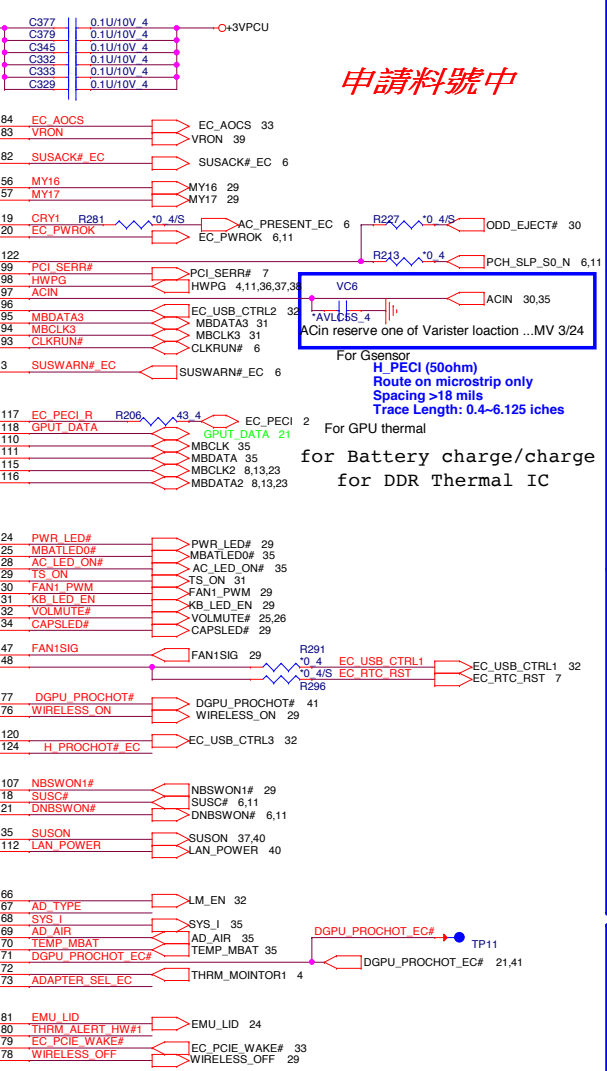 C377 0.1U/10V_4 +3VPCU
C379 0.1U/10V_4
C345 0.1U/10V_4
C332 0.1U/10V_4
C333 0.1U/10V_4
C329 0.1U/10V_4
申請料號中
84 EC_AOCS EC_AOCS 33
83 VRON VRON 39
82 SUSACK#_EC SUSACK#_EC 6
56 MY16 MY16 29
57 MY17 MY17 29
19 CRY1 R281 *0_4/S AC_PRESENT_EC 6 R227 *0_4/S ODD_EJECT# 30
20 EC_PWROK EC_PWROK 6,11
122 R213 *0_4 PCH_SLP_S0_N 6,11
99 PCI_SERR# PCI_SERR# 7
98 HWPG HWPG 4,11,36,37,38
97 ACIN VC6 ACIN 30,35
96 EC_USB_CTRL2 32 *AVLC5S_4
95 MBDATA3 MBDATA3 31
94 MBCLK3 MBCLK3 31
ACin reserve one of Varister loaction ...MV 3/24
93 CLKRUN# CLKRUN# 6
For Gsensor
3 SUSWARN#_EC SUSWARN#_EC 6
H_PECI (50ohm)
Route on microstrip only
Spacing >18 mils
Trace Length: 0.4~6.125 iches
117 EC_PECI_R R206 43_4 EC_PECI 2
118 GPUT_DATA GPUT_DATA 21
For GPU thermal
110 MBCLK 35
111 MBDATA 35
115 MBCLK2 8,13,23
116 MBDATA2 8,13,23
for Battery charge/charge
for DDR Thermal IC
24 PWR_LED# PWR_LED# 29
25 MBATLED0# MBATLED0# 35
28 AC_LED_ON# AC_LED_ON# 35
29 TS_ON TS_ON 31
30 FAN1_PWM FAN1_PWM 29
31 KB_LED_EN KB_LED_EN 29
32 VOLMUTE# VOLMUTE# 25,26
34 CAPSLED# CAPSLED# 29
47 FAN1SIG FAN1SIG 29
48 R291 *0_4 EC_USB_CTRL1 EC_USB_CTRL1 32
*0_4/S EC_RTC_RST EC_RTC_RST 7
R296
77 DGPU_PROCHOT# DGPU_PROCHOT# 41
76 WIRELESS_ON WIRELESS_ON 29
120 EC_USB_CTRL3 32
124 H_PROCHOT#_EC
107 NBSWON1# NBSWON1# 29
18 SUSC# SUSC# 6,11
21 DNBSWON# DNBSWON# 6,11
35 SUSON SUSON 37,40
112 LAN_POWER LAN_POWER 40
66 LM_EN 32
67 AD_TYPE
68 SYS_I SYS_I 35
69 AD_AIR AD_AIR 35
70 TEMP_MBAT TEMP_MBAT 35
DGPU_PROCHOT_EC# TP11
71 DGPU_PROCHOT_EC# DGPU_PROCHOT_EC# 21,41
72 THRM_MOINTOR1 4
73 ADAPTER_SEL_EC
81 EMU_LID EMU_LID 24
80 THRM_ALERT_HW#1
79 EC_PCIE_WAKE# EC_PCIE_WAKE# 33
78 WIRELESS_OFF WIRELESS_OFF 29